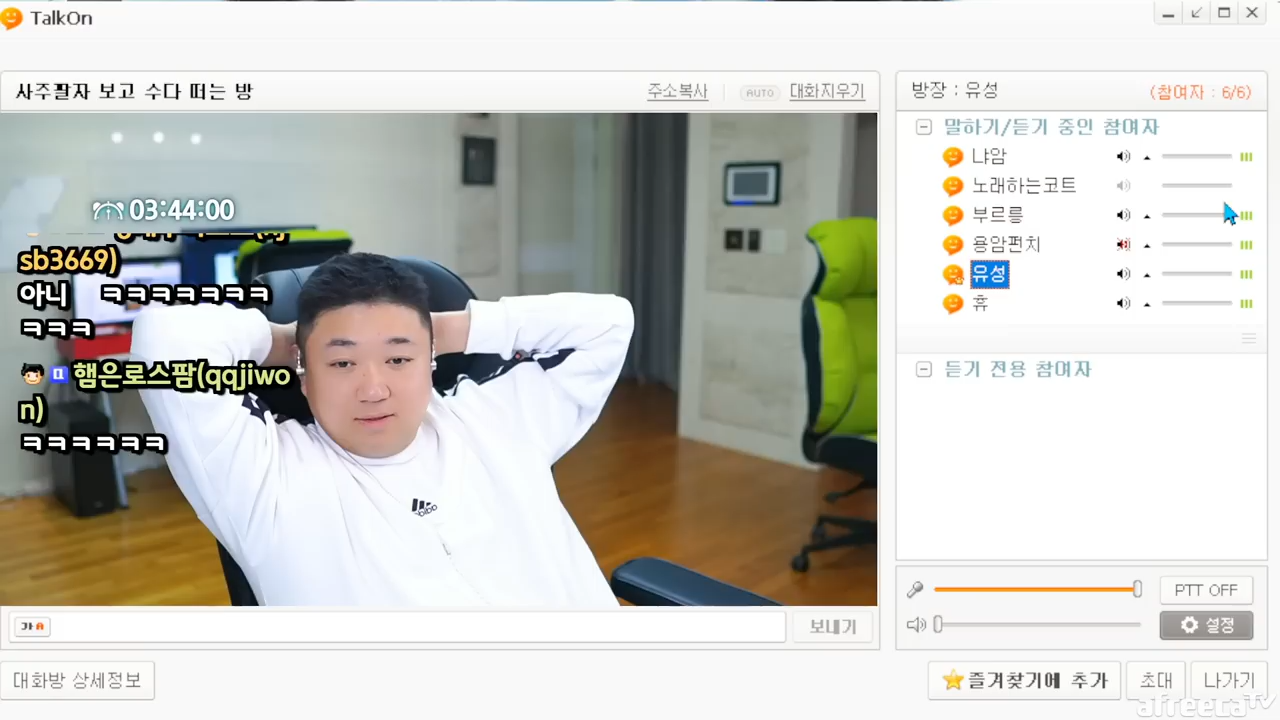 TalkOn
사주팔자 보고 수다 떠는 방
주소복사
AUTO
대화지우기
03:44:00
sb3669)
아니 ㅋㅋㅋㅋㅋㅋㅋ
ㅋㅋㅋ
햄은로스팜(qqjiwo
n)
ㅋㅋㅋㅋㅋㅋ
보내기
대화방 상세정보
방장 : 유성
(참여자 : 6/6)
말하기/듣기 중인 참여자
냐암
노래하는코트
부르릉
용암펀치
유성
휴
듣기 전용 참여자
PTT OFF
설정
즐겨찾기에 추가
초대
나가기
afreecaTV